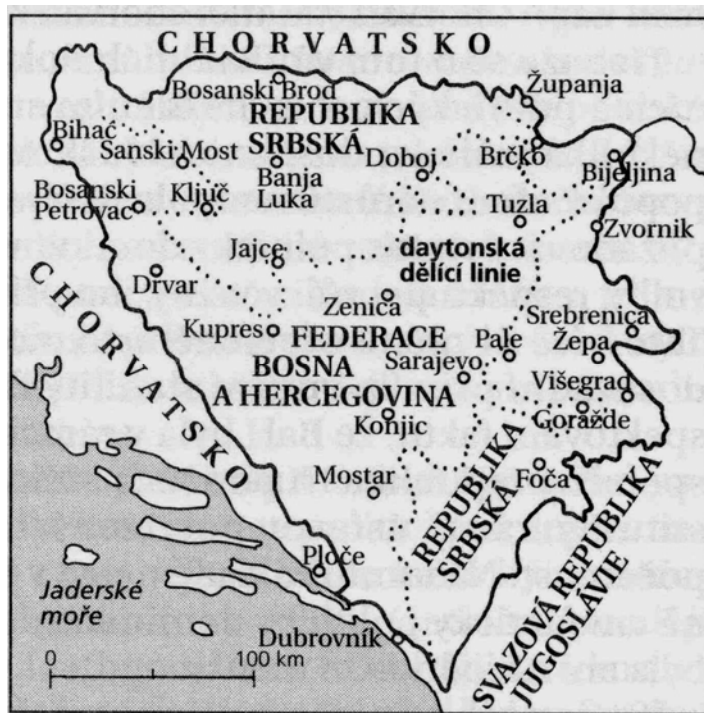 CHORVATSKO
Bosanski Brod
Županja
REPUBLIKA
SRBSKÁ
Bihać
Sanski Most
Doboj
Brčko
Bijeljina
Banja
Luka
Bosanski
Petrovac
Ključ
Tuzla
Zvornik
Jajce
daytonská
dělící linie
Drvar
Zenica
Srebrenica
Kupres
FEDERACE
BOSNA
A HERCEGOVINA
Pale
Žepa
Sarajevo
Višegrad
Goražde
Konjic
CHORVATSKO
Mostar
REPUBLIKA
SRBSKÁ
Foča
Ploče
SVAZOVÁ REPUBLIKA
JUGOSLÁVIE
Jaderské
moře
Dubrovník
0 100 km